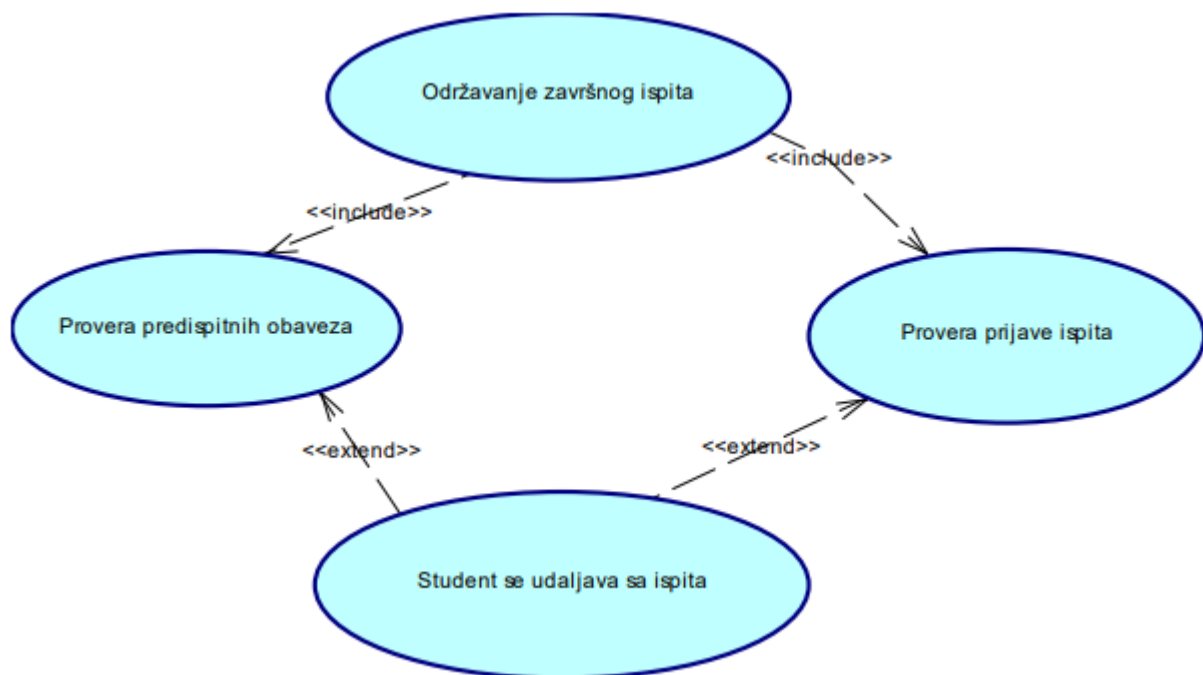 Održavanje završnog ispita
<<include>>
<<include>>
Provera predispitnih obaveza
Provera prijave ispita
<<extend>>
<<extend>>
Student se udaljava sa ispita